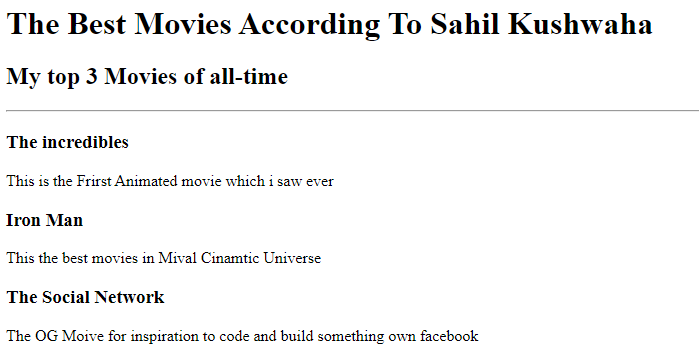 The Best Movies According To Sahil Kushwaha
My top 3 Movies of all-time
The incredibles
This is the Frirst Animated movie which i saw ever
Iron Man
This the best movies in Mival Cinamtic Universe
The Social Network
The OG Moive for inspiration to code and build something own facebook